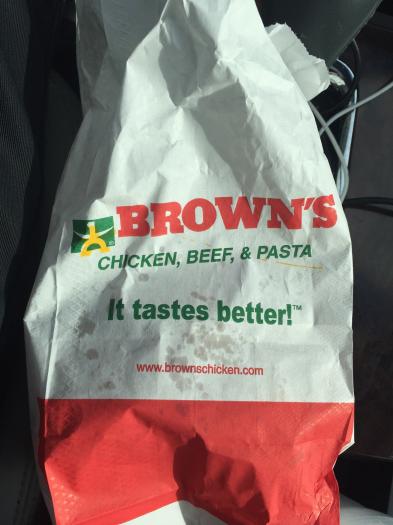 BROWN'S
CHICKEN, BEEF, & PASTA
It tastes better!™
www.brownschicken.com